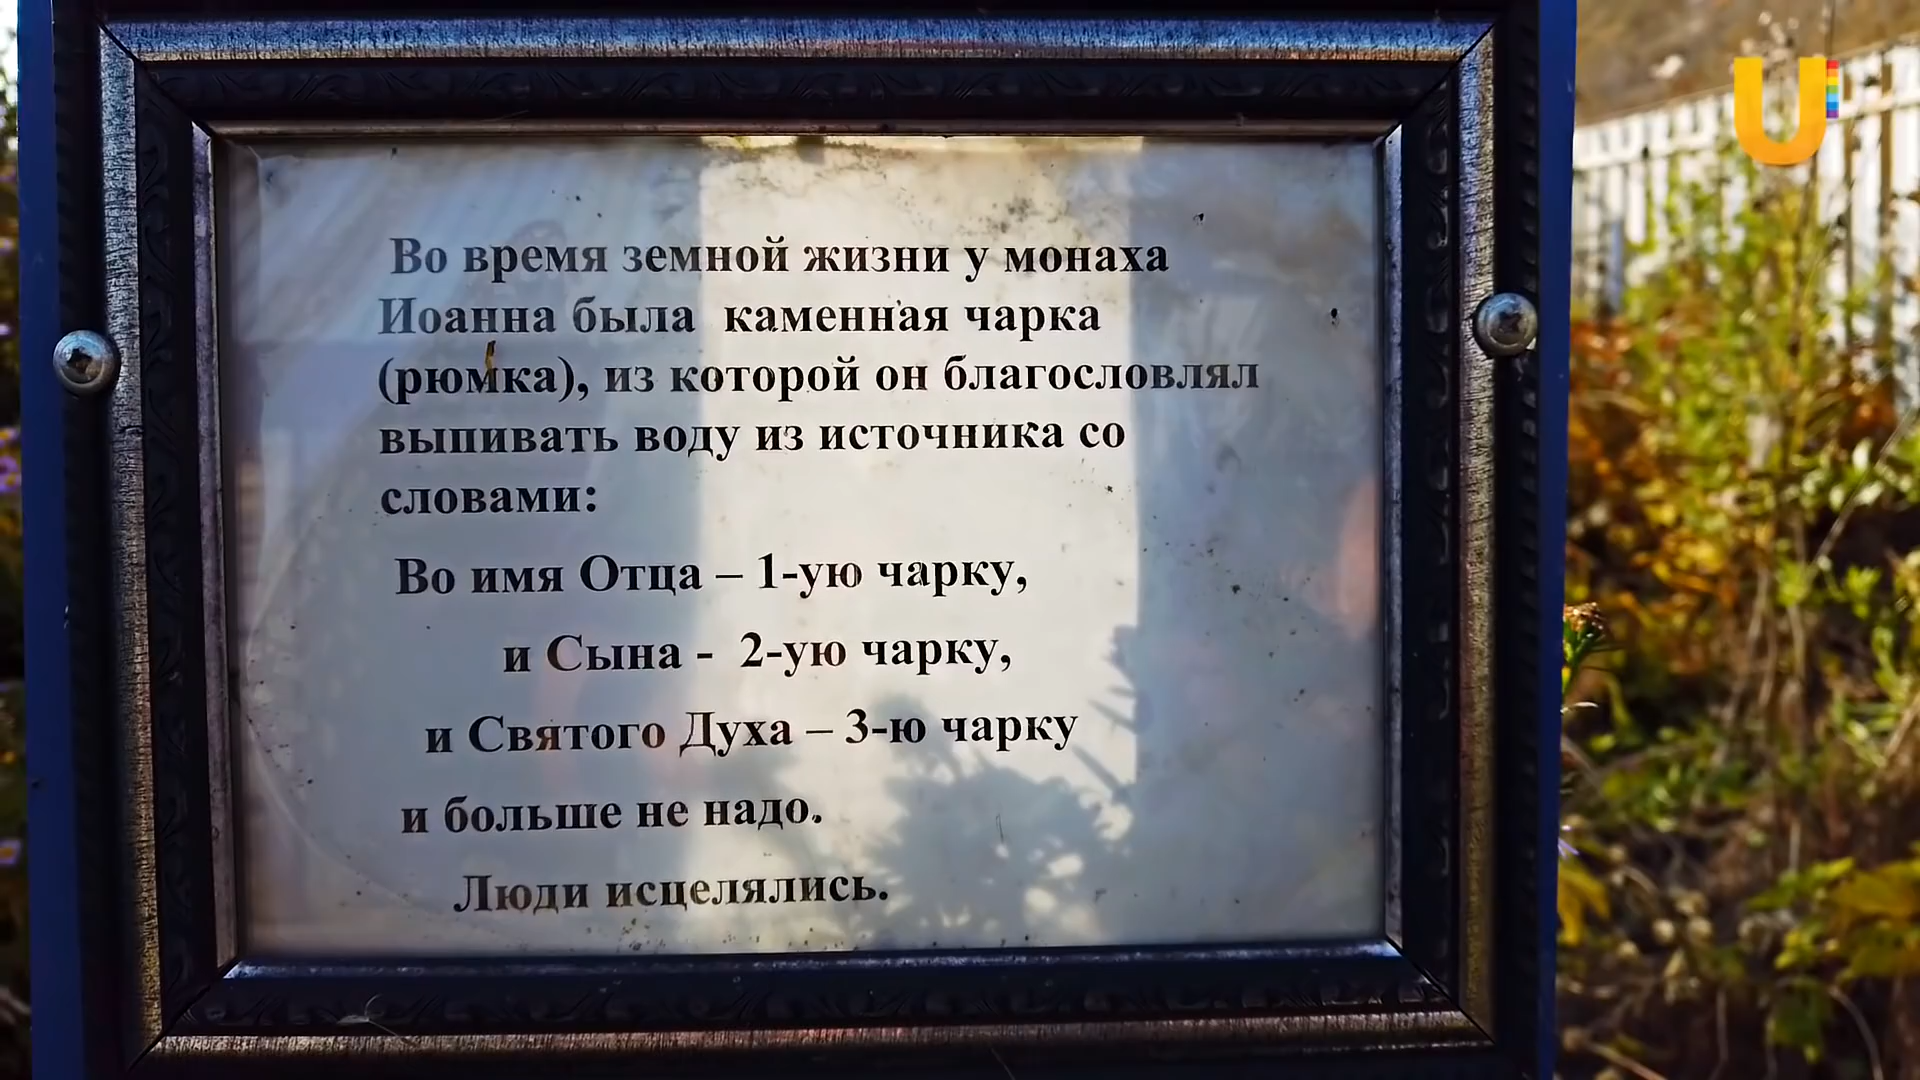 U
Во время земной жизни у монаха
Иоанна была каменная чарка
(рюмка), из которой он благословлял
выпивать воду из источника со
словами:
Во имя Отца – 1-ую чарку,
и Сына - 2-ую чарку,
и Святого Духа – 3-ю чарку
и больше не надо.
Люди исцелялись.